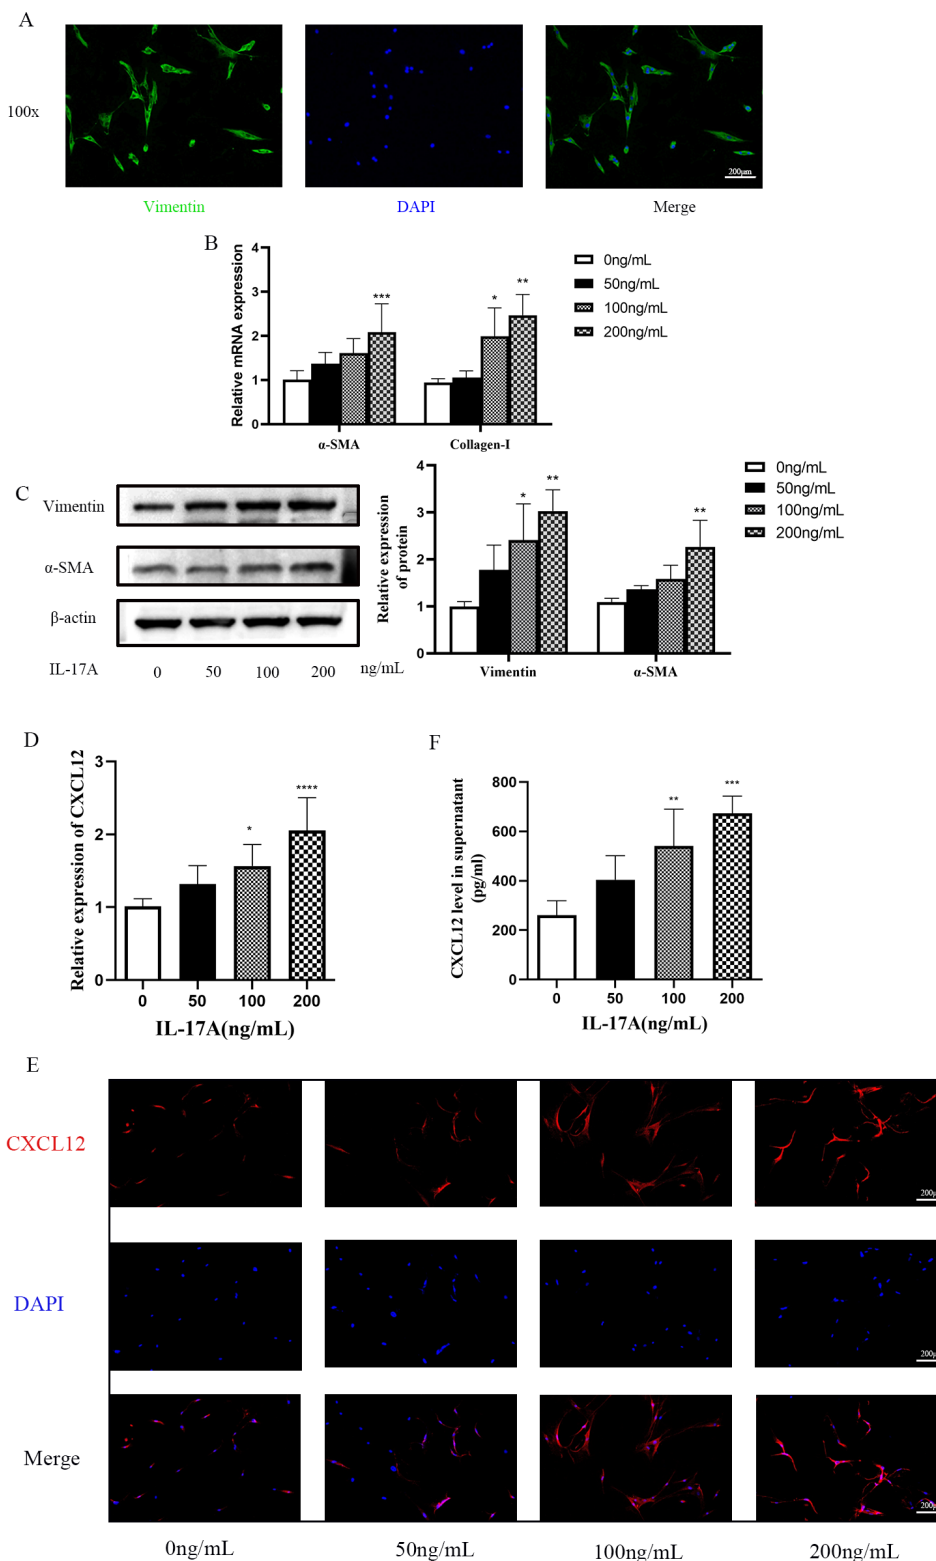 A
100x
200μm
Vimentin DAPI Merge
B
Relative mRNA expression
4
3
2
1
0
***
*
**
α-SMA Collagen-I
0ng/mL
50ng/mL
100ng/mL
200ng/mL
C
Vimentin
α-SMA
β-actin
IL-17A 0 50 100 200 ng/mL
Relative expression
of protein
4
3
2
1
0
*
**
**
Vimentin α-SMA
0ng/mL
50ng/mL
100ng/mL
200ng/mL
D
Relative expression of CXCL12
3
2
1
0
*
****
0 50 100 200
IL-17A(ng/mL)
F
CXCL12 level in supernatant
(pg/ml)
800
600
400
200
0
**
***
0 50 100 200
IL-17A(ng/mL)
E
CXCL12
200μ
DAPI
200μ
Merge
200μ
0ng/mL 50ng/mL 100ng/mL 200ng/mL